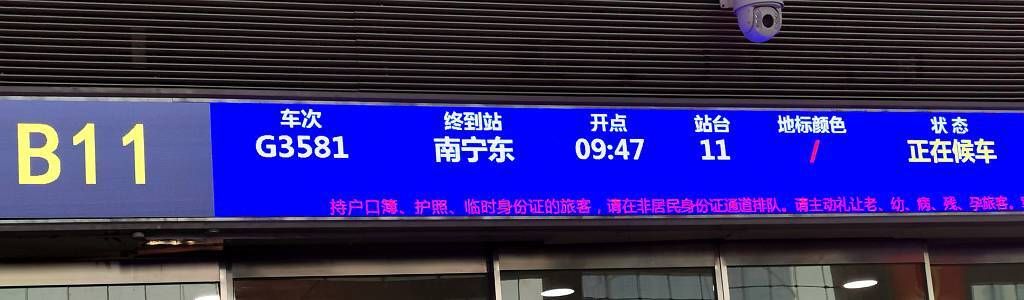 B11
车次 终到站 开点 站台 地标颜色 状态
G3581 南宁东 09:47 11 / 正在候车
持户口簿、护照、临时身份证的旅客，请在非居民身份证通道排队。请主动礼让老、幼、病、残、孕旅客。